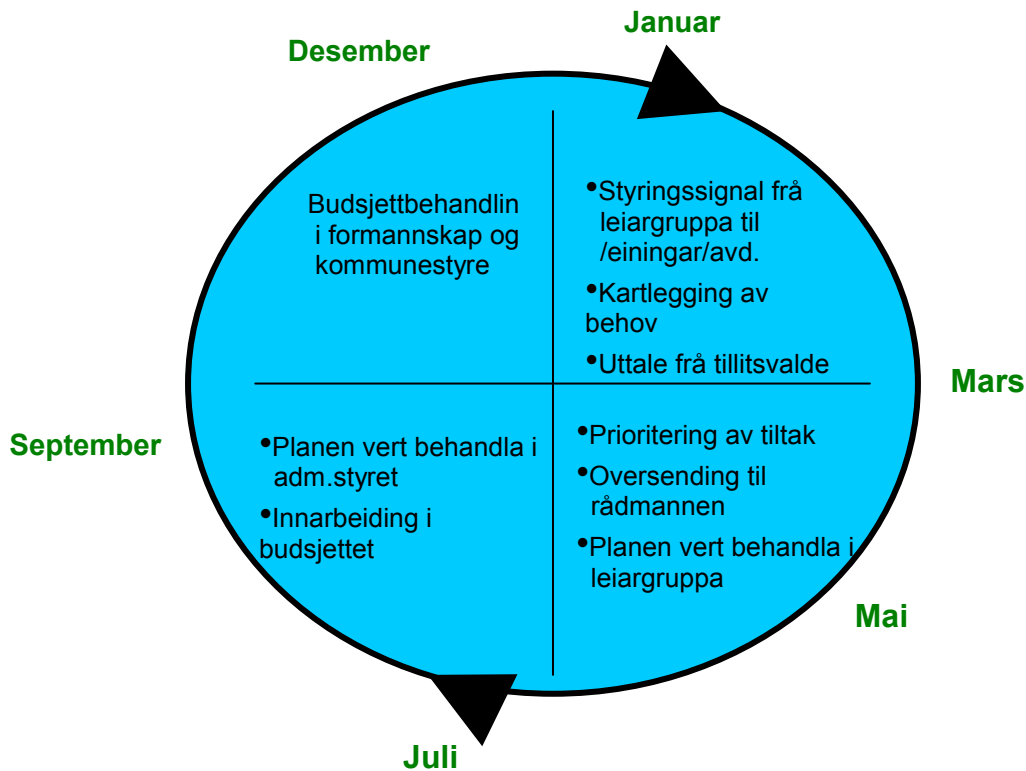 Januar
Desember
•Styringssignal frå
leiargruppa til
/einingar/avd.
•Kartlegging av
behov
•Uttale frå tillitsvalde
Budsjettbehandlin
i formannskap og
kommunestyre
Mars
•Prioritering av tiltak
•Oversending til
rådmannen
•Planen vert behandla i
leiargruppa
September
•Planen vert behandla i
adm.styret
•Innarbeiding i
budsjettet
Mai
Juli